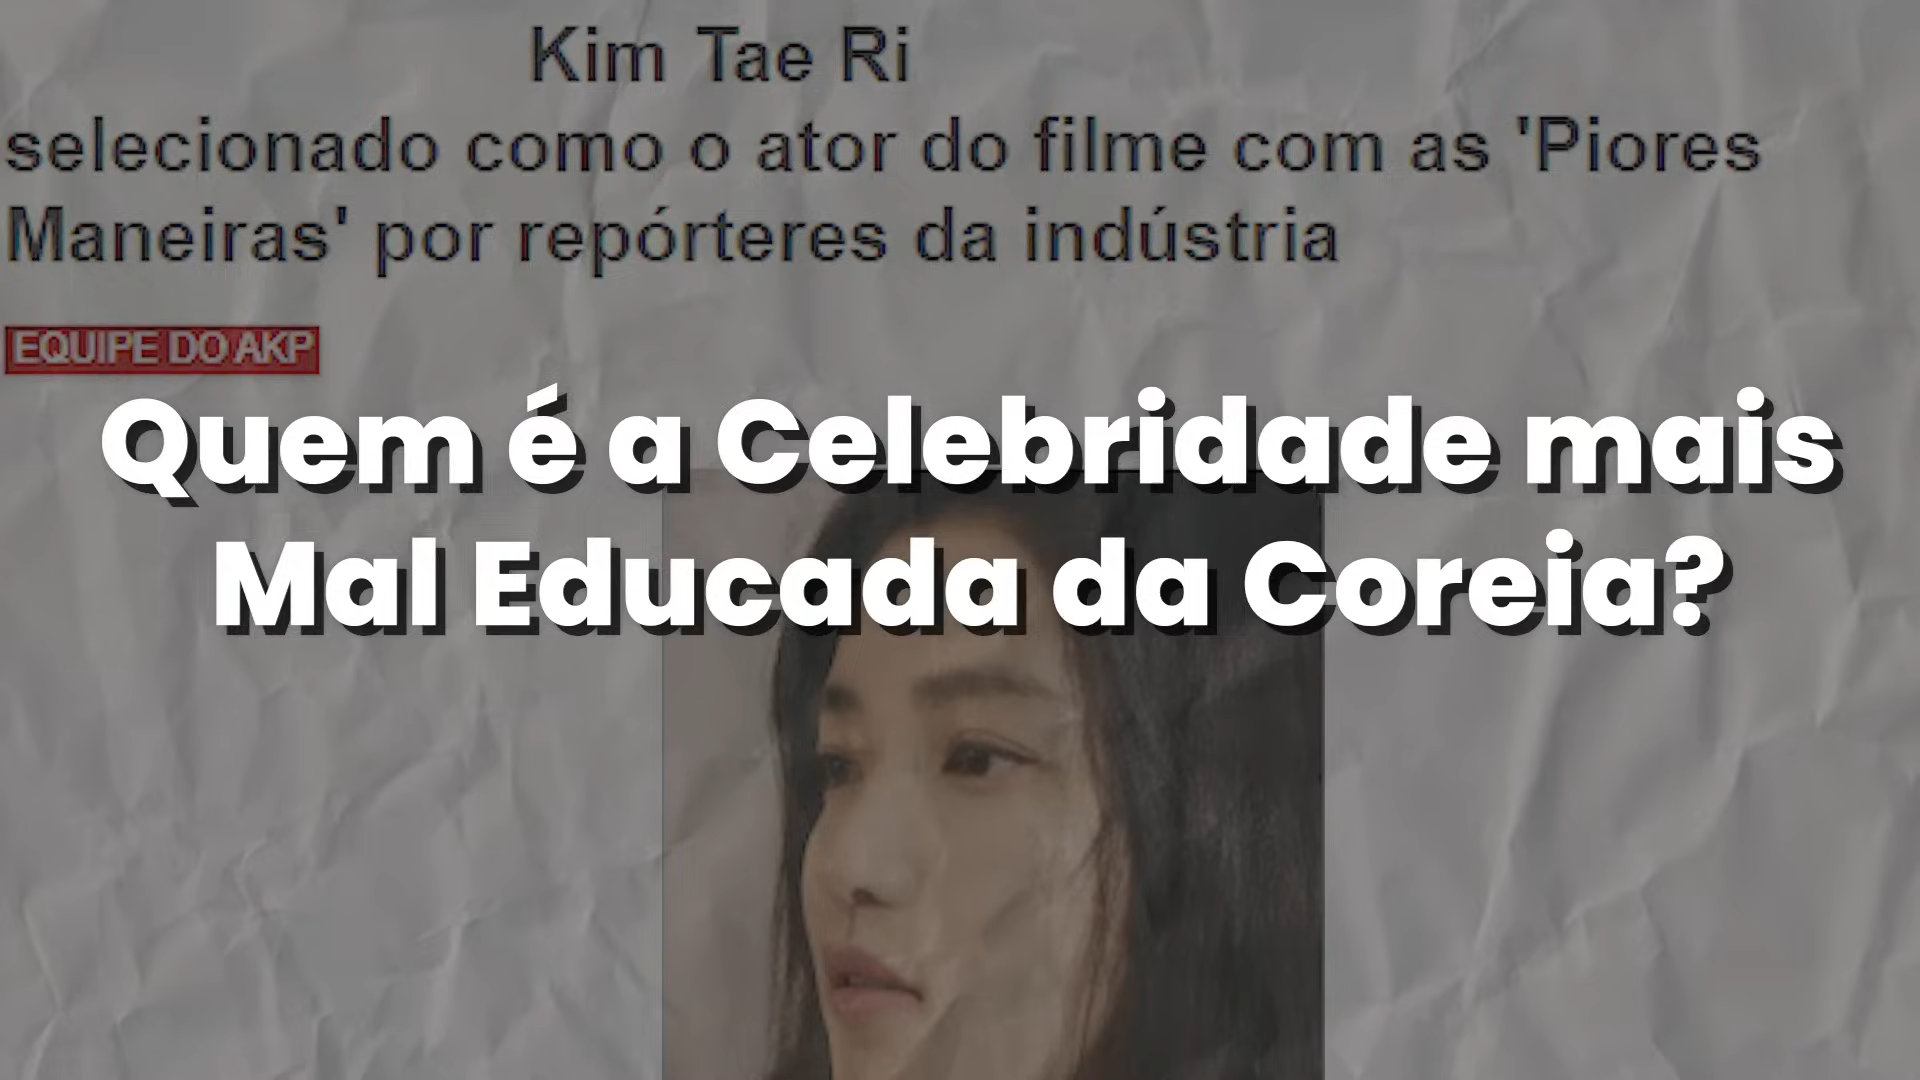 Kim Tae Ri
selecionado como o ator do filme com as 'Piores
Maneiras' por repórteres da indústria
EQUIPE DO AKP
Quem é a Celebridade mais
Mal Educada da Coreia?